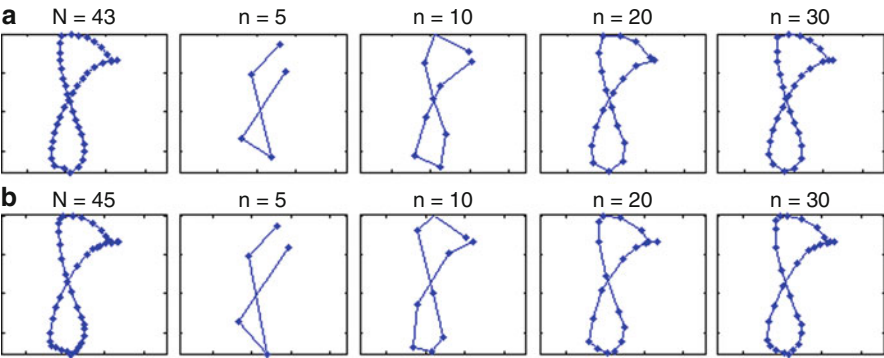 a N = 43 n = 5 n = 10 n = 20 n = 30
b N = 45 n = 5 n = 10 n = 20 n = 30